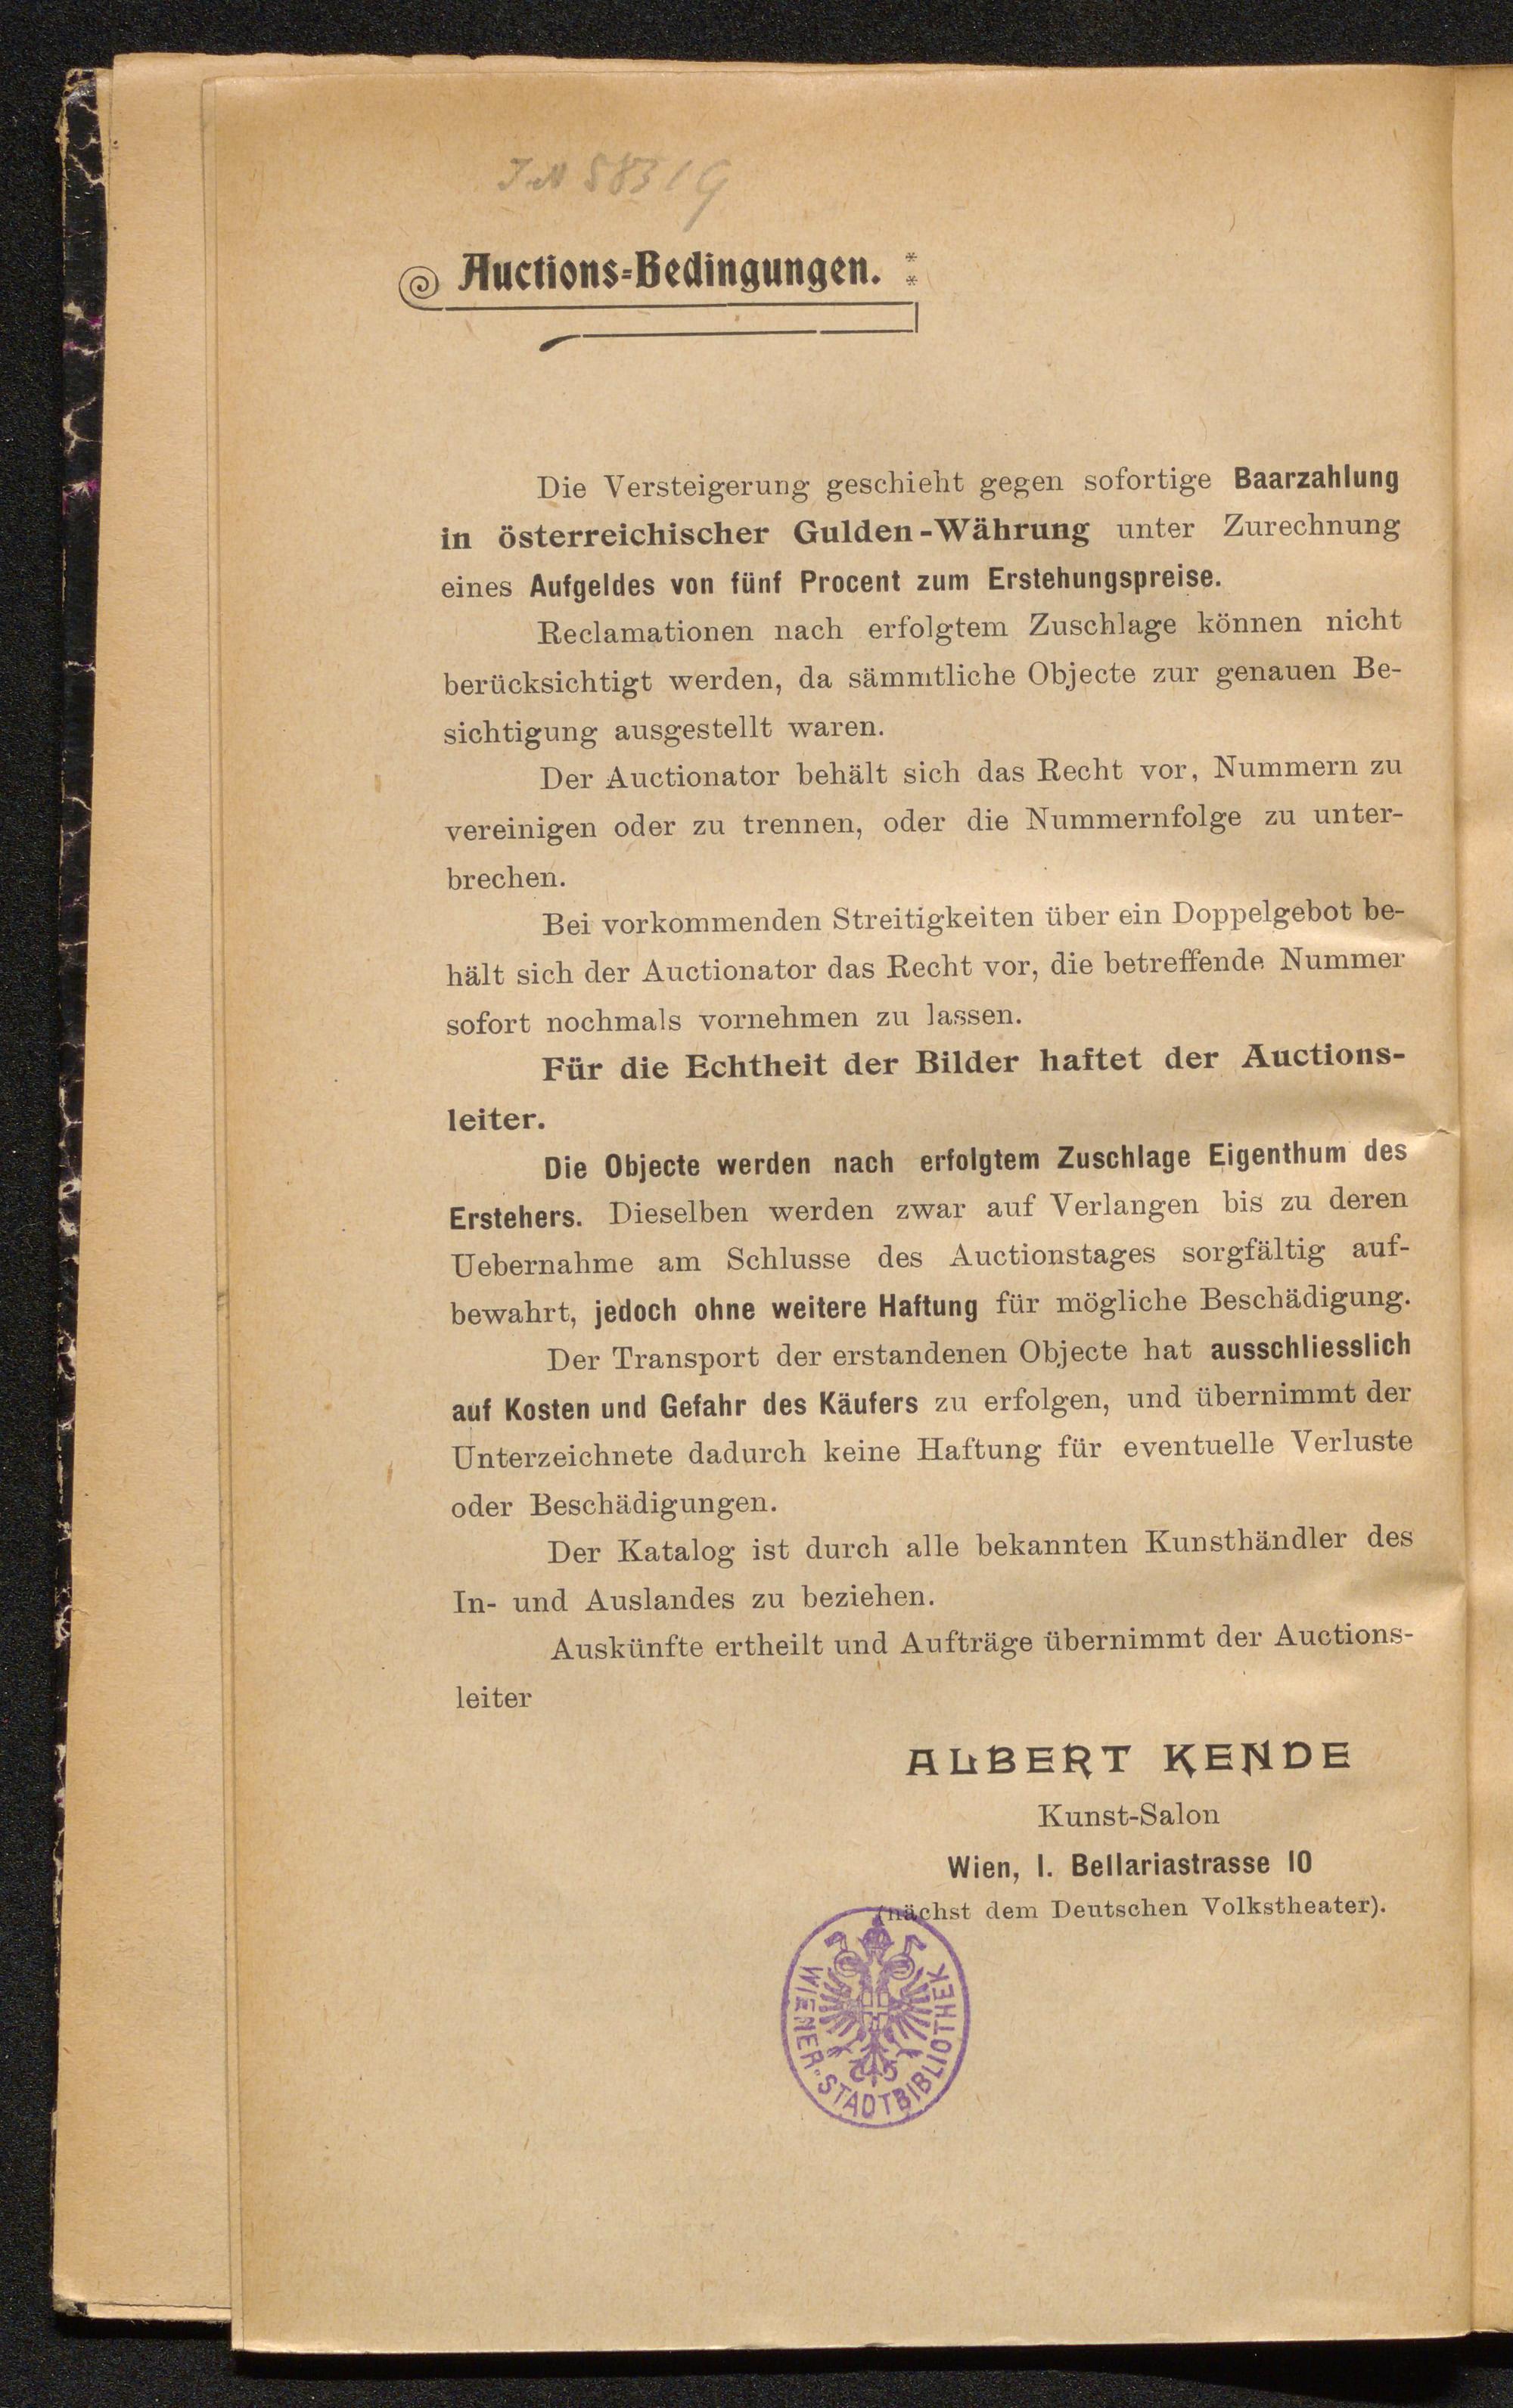 J.N 5831 G
Auctions-Bedingungen.
Die Versteigerung geschieht gegen sofortige Baarzahlung
in österreichischer Gulden-Währung unter Zurechnung
eines Aufgeldes von fünf Procent zum Erstehungspreise.
Reclamationen nach erfolgtem Zuschlage können nicht
berücksichtigt werden, da sämmtliche Objecte zur genauen Be-
sichtigung ausgestellt waren.
Der Auctionator behält sich das Recht vor, Nummern zu
vereinigen oder zu trennen, oder die Nummernfolge zu unter-
brechen.
Bei vorkommenden Streitigkeiten über ein Doppelgebot be-
hält sich der Auctionator das Recht vor, die betreffende Nummer
sofort nochmals vornehmen zu lassen.
Für die Echtheit der Bilder haftet der Auctions-
leiter.
Die Objecte werden nach erfolgtem Zuschlage Eigenthum des
Erstehers. Dieselben werden zwar auf Verlangen bis zu deren
Uebernahme am Schlusse des Auctionstages sorgfältig auf-
bewahrt, jedoch ohne weitere Haftung für mögliche Beschädigung.
Der Transport der erstandenen Objecte hat ausschliesslich
auf Kosten und Gefahr des Käufers zu erfolgen, und übernimmt der
Unterzeichnete dadurch keine Haftung für eventuelle Verluste
oder Beschädigungen.
Der Katalog ist durch alle bekannten Kunsthändler des
In- und Auslandes zu beziehen.
Auskünfte ertheilt und Aufträge übernimmt der Auctions-
leiter
ALBERT KENDE
Kunst-Salon
Wien, I. Bellariastrasse 10
(nächst dem Deutschen Volkstheater).
WIENER-STADTBIBLIOTHEK